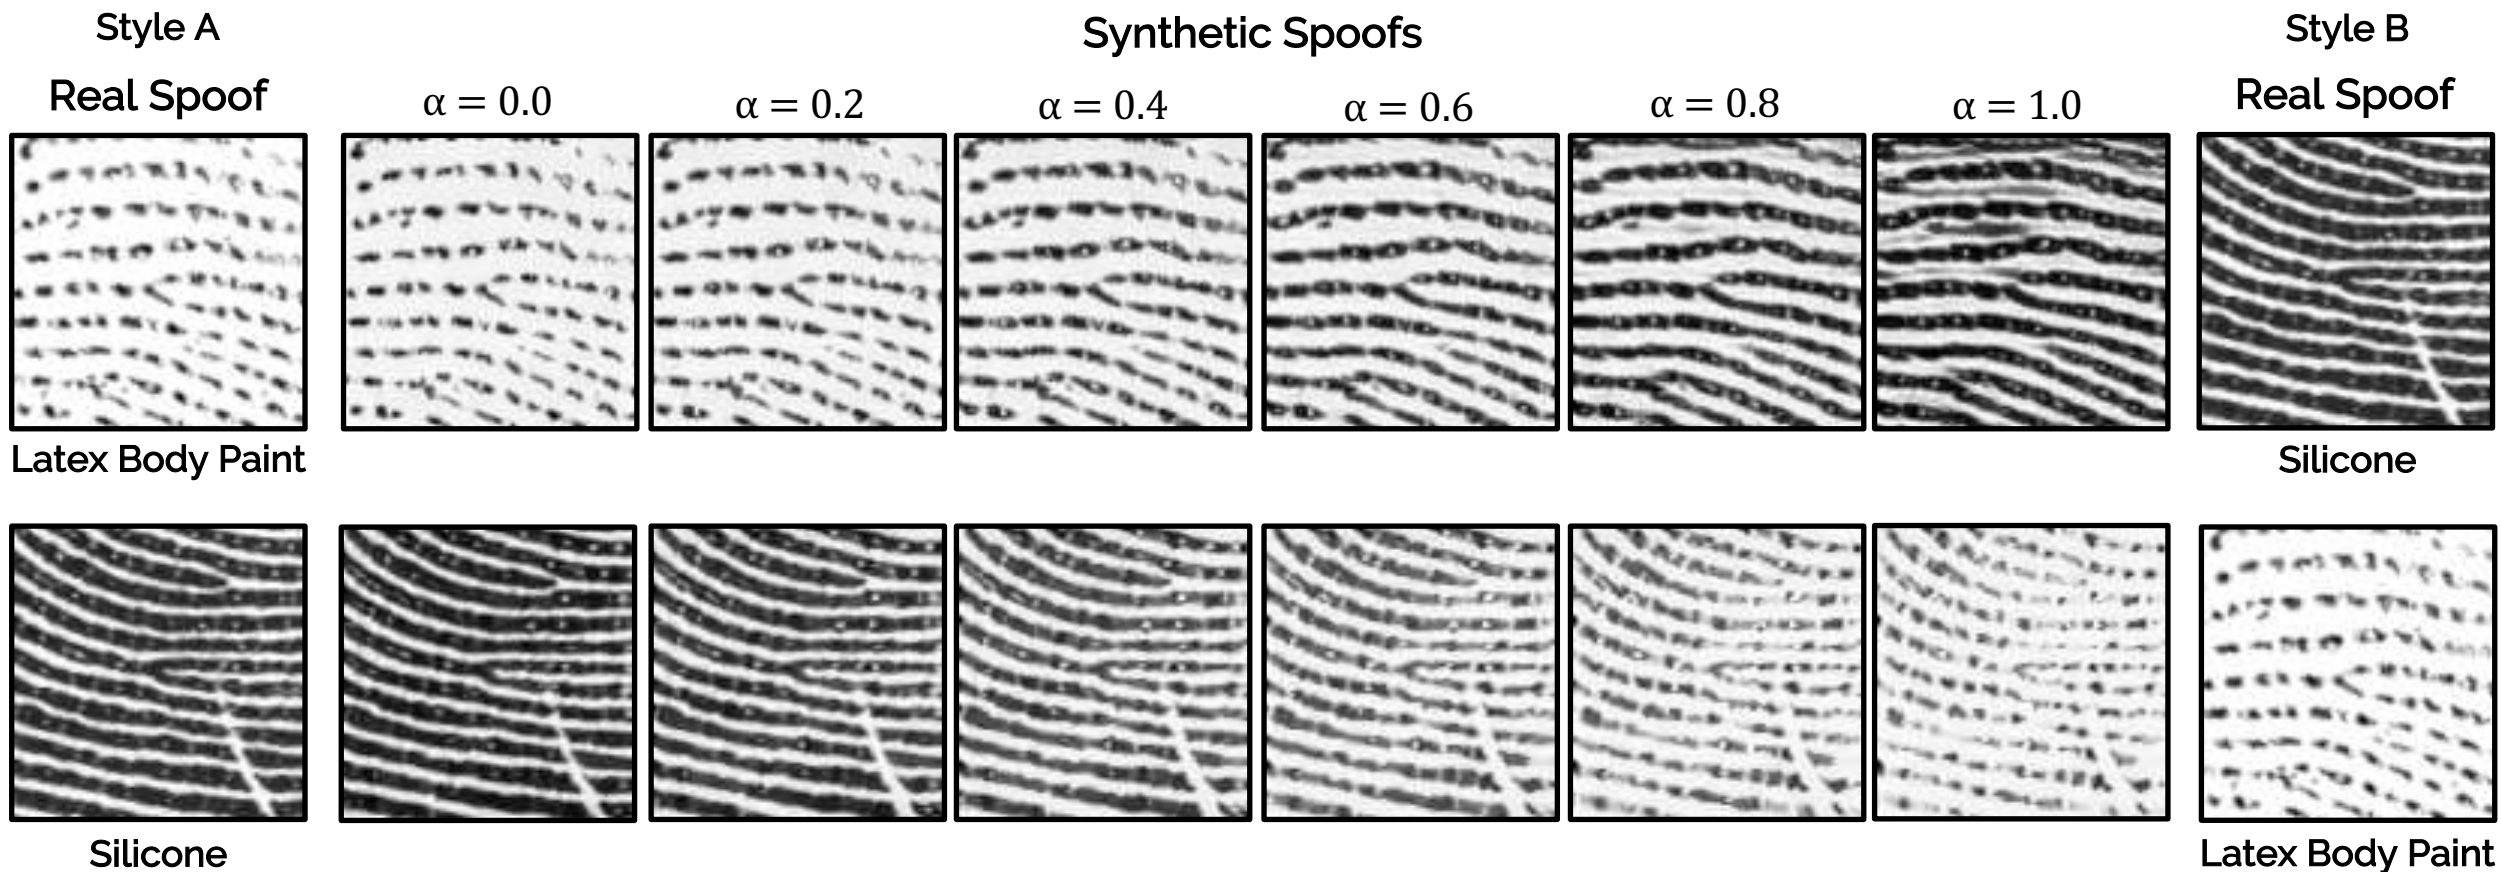 Style A
Synthetic Spoofs
Style B
Real Spoof
α = 0.0
α = 0.2
α = 0.4
α = 0.6
α = 0.8
α = 1.0
Real Spoof
Latex Body Paint
Silicone
Silicone
Latex Body Paint